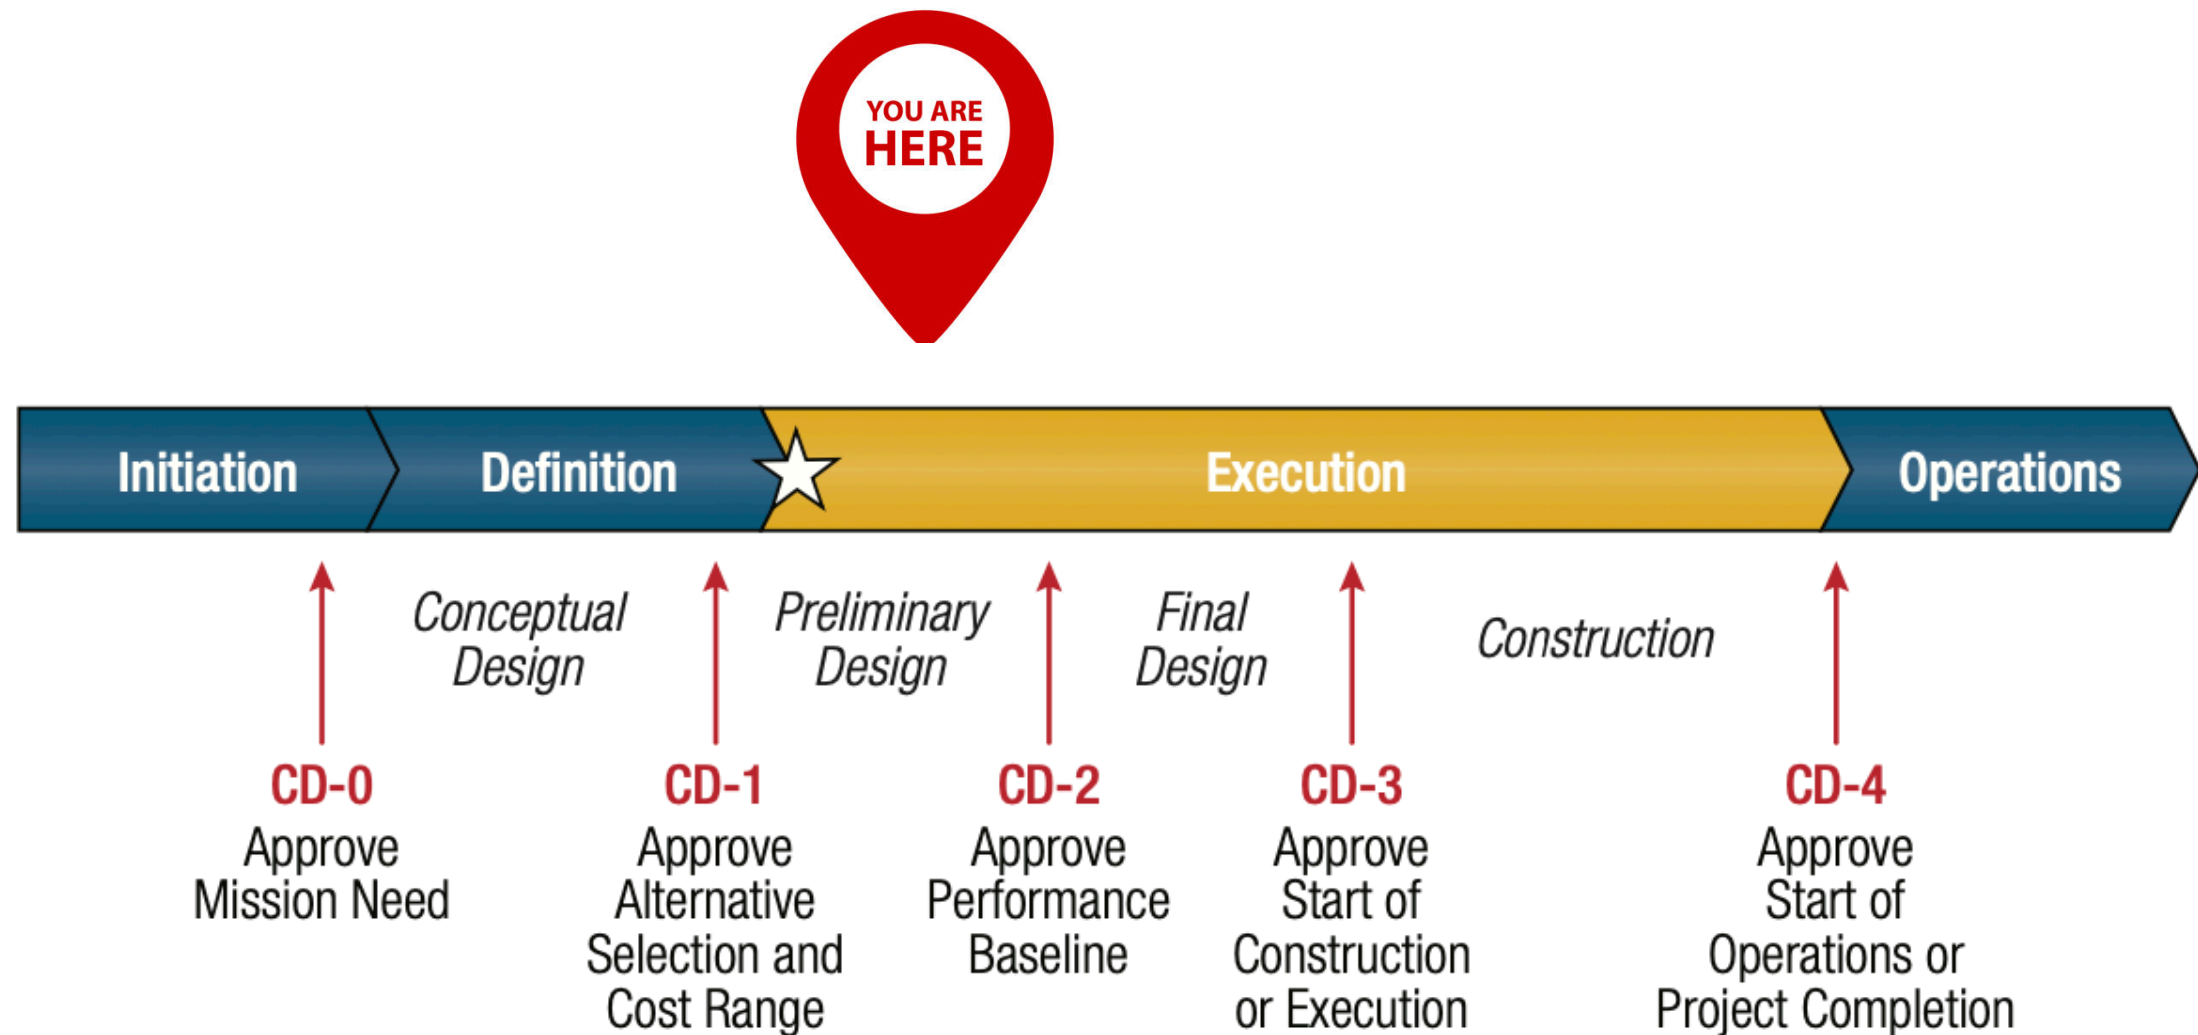 YOU ARE
HERE
Initiation
Definition
Execution
Operations
Conceptual
Design
Preliminary
Design
Final
Design
Construction
CD-0
Approve
Mission Need
CD-1
Approve
Alternative
Selection and
Cost Range
CD-2
Approve
Performance
Baseline
CD-3
Approve
Start of
Construction
or Execution
CD-4
Approve
Start of
Operations or
Project Completion